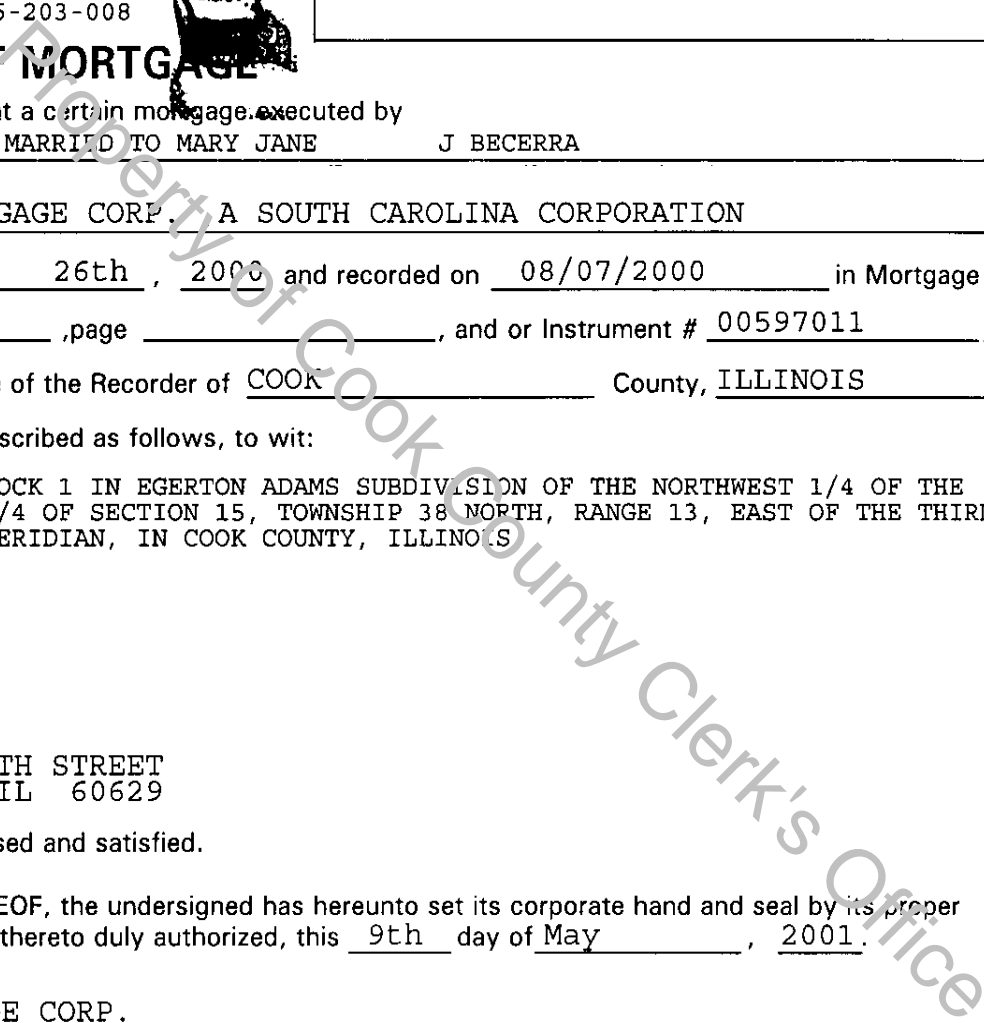 5-203-008
T MORTGAGE
at a certain mortgage executed by
MARRIED TO MARY JANE J BECERRA
GAGE CORP. A SOUTH CAROLINA CORPORATION
26th , 2000 and recorded on 08/07/2000 in Mortgage
,page , and or Instrument # 00597011
of the Recorder of COOK County, ILLINOIS
scribed as follows, to wit:
OCK 1 IN EGERTON ADAMS SUBDIVISION OF THE NORTHWEST 1/4 OF THE
/4 OF SECTION 15, TOWNSHIP 38 NORTH, RANGE 13, EAST OF THE THIRD
ERIDIAN, IN COOK COUNTY, ILLINOIS
TH STREET
IL 60629
sed and satisfied.
EOF, the undersigned has hereunto set its corporate hand and seal by its proper
thereto duly authorized, this 9th day of May , 2001.
E CORP.
Property of Cook County Clerk's Office